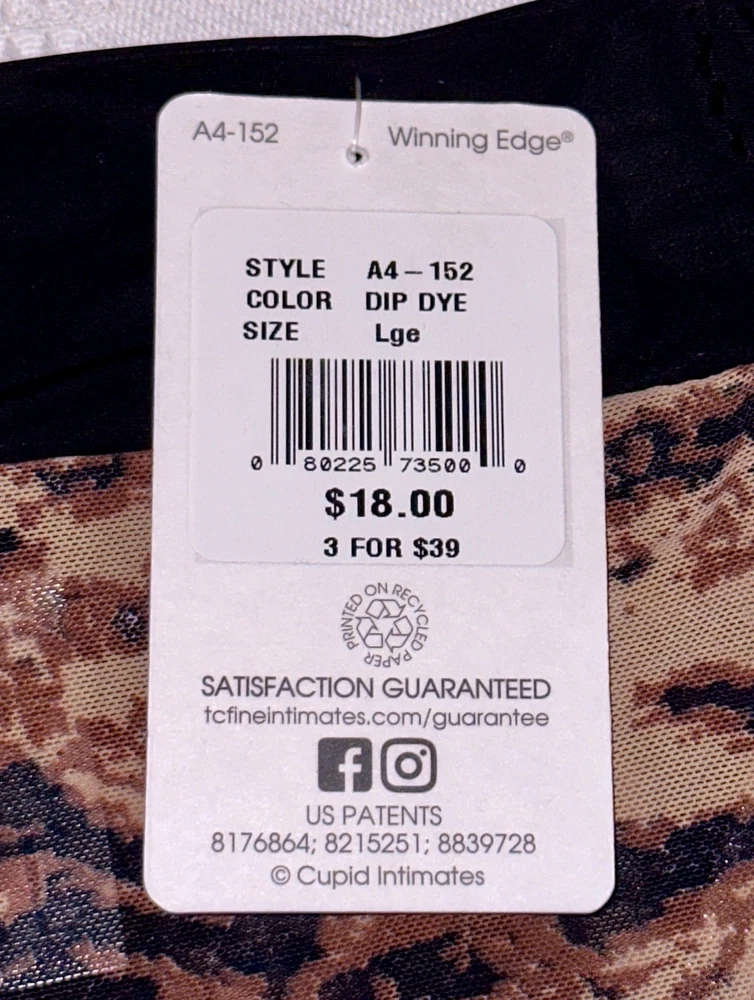 A4-152 Winning Edge®
STYLE A4-152
COLOR DIP DYE
SIZE Lge
0 80225 73500 0
$18.00
3 FOR $39
PRINTED ON RECYCLED PAPER
SATISFACTION GUARANTEED
tcfineintimates.com/guarantee
US PATENTS
8176864; 8215251; 8839728
© Cupid Intimates